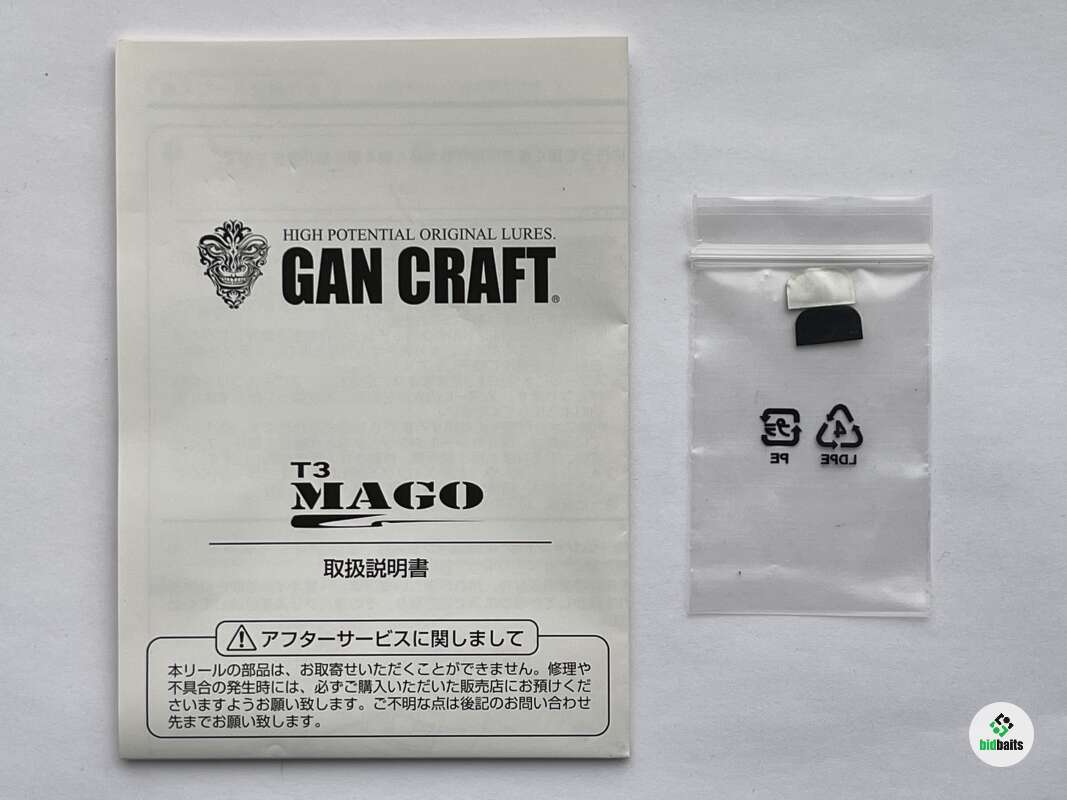 HIGH POTENTIAL ORIGINAL LURES.
GAN CRAFT®
T3
MAGO
取扱説明書
アフターサービスに関しまして
本リールの部品は、お取寄せいただくことができません。修理や
不具合の発生時には、必ずご購入いただいた販売店にお預けくだ
さいますようお願い致します。ご不明な点は後記のお問い合わせ
先までお願い致します。
プラ
PE
4
LDPE
bidbaits